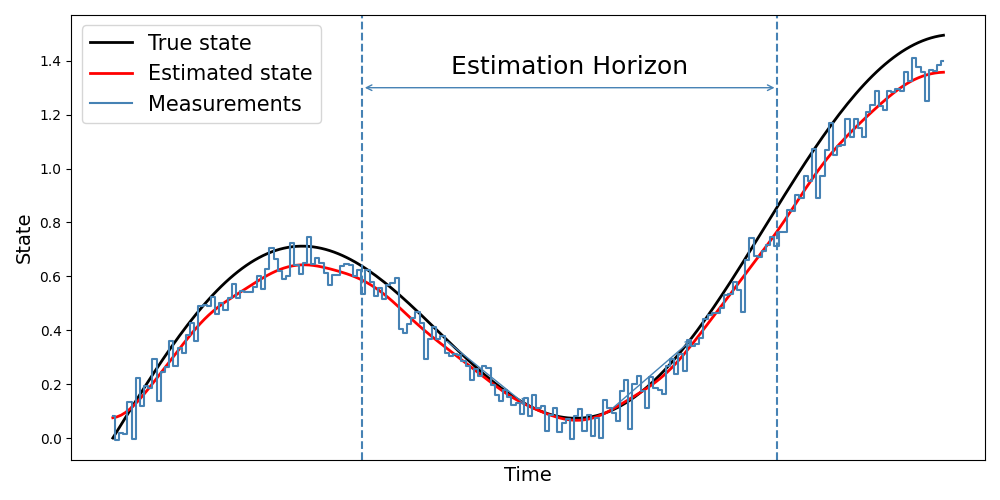 True state
Estimated state
Measurements
Estimation Horizon
1.4
1.2
1.0
0.8
0.6
0.4
0.2
0.0
State
Time